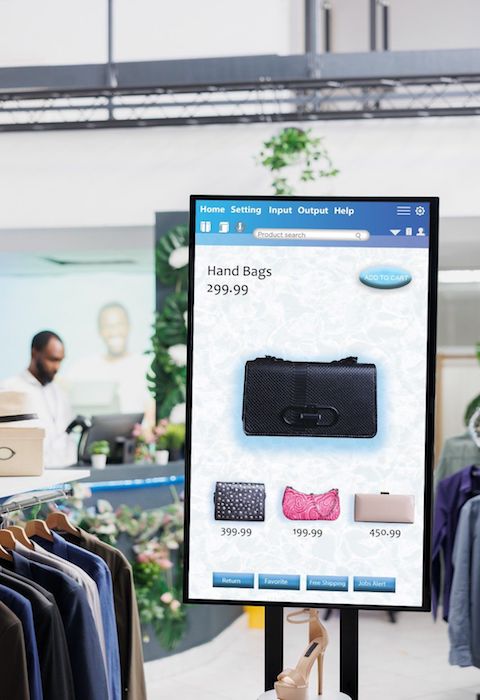 Home Setting Input Output Help
Product search
Hand Bags
299.99
ADD TO CART
399.99 199.99 450.99
Return Favorite Free Shipping Jobs Alert